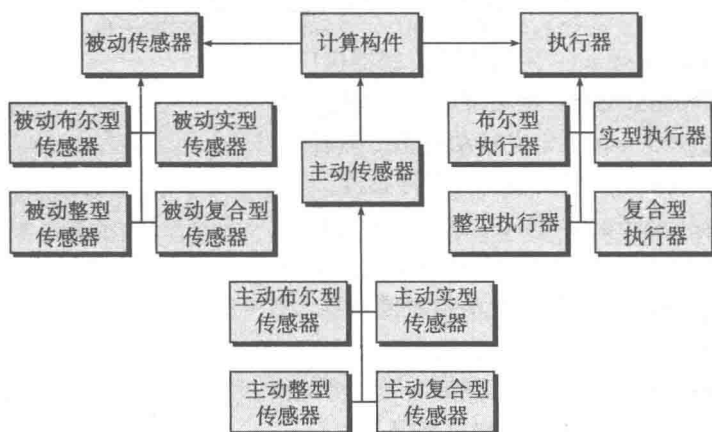 被动传感器
计算构件
执行器
被动布尔型
传感器
被动实型
传感器
被动整型
传感器
被动复合型
传感器
主动传感器
布尔型
执行器
实型执行器
整型执行器
复合型
执行器
主动布尔型
传感器
主动实型
传感器
主动整型
传感器
主动复合型
传感器